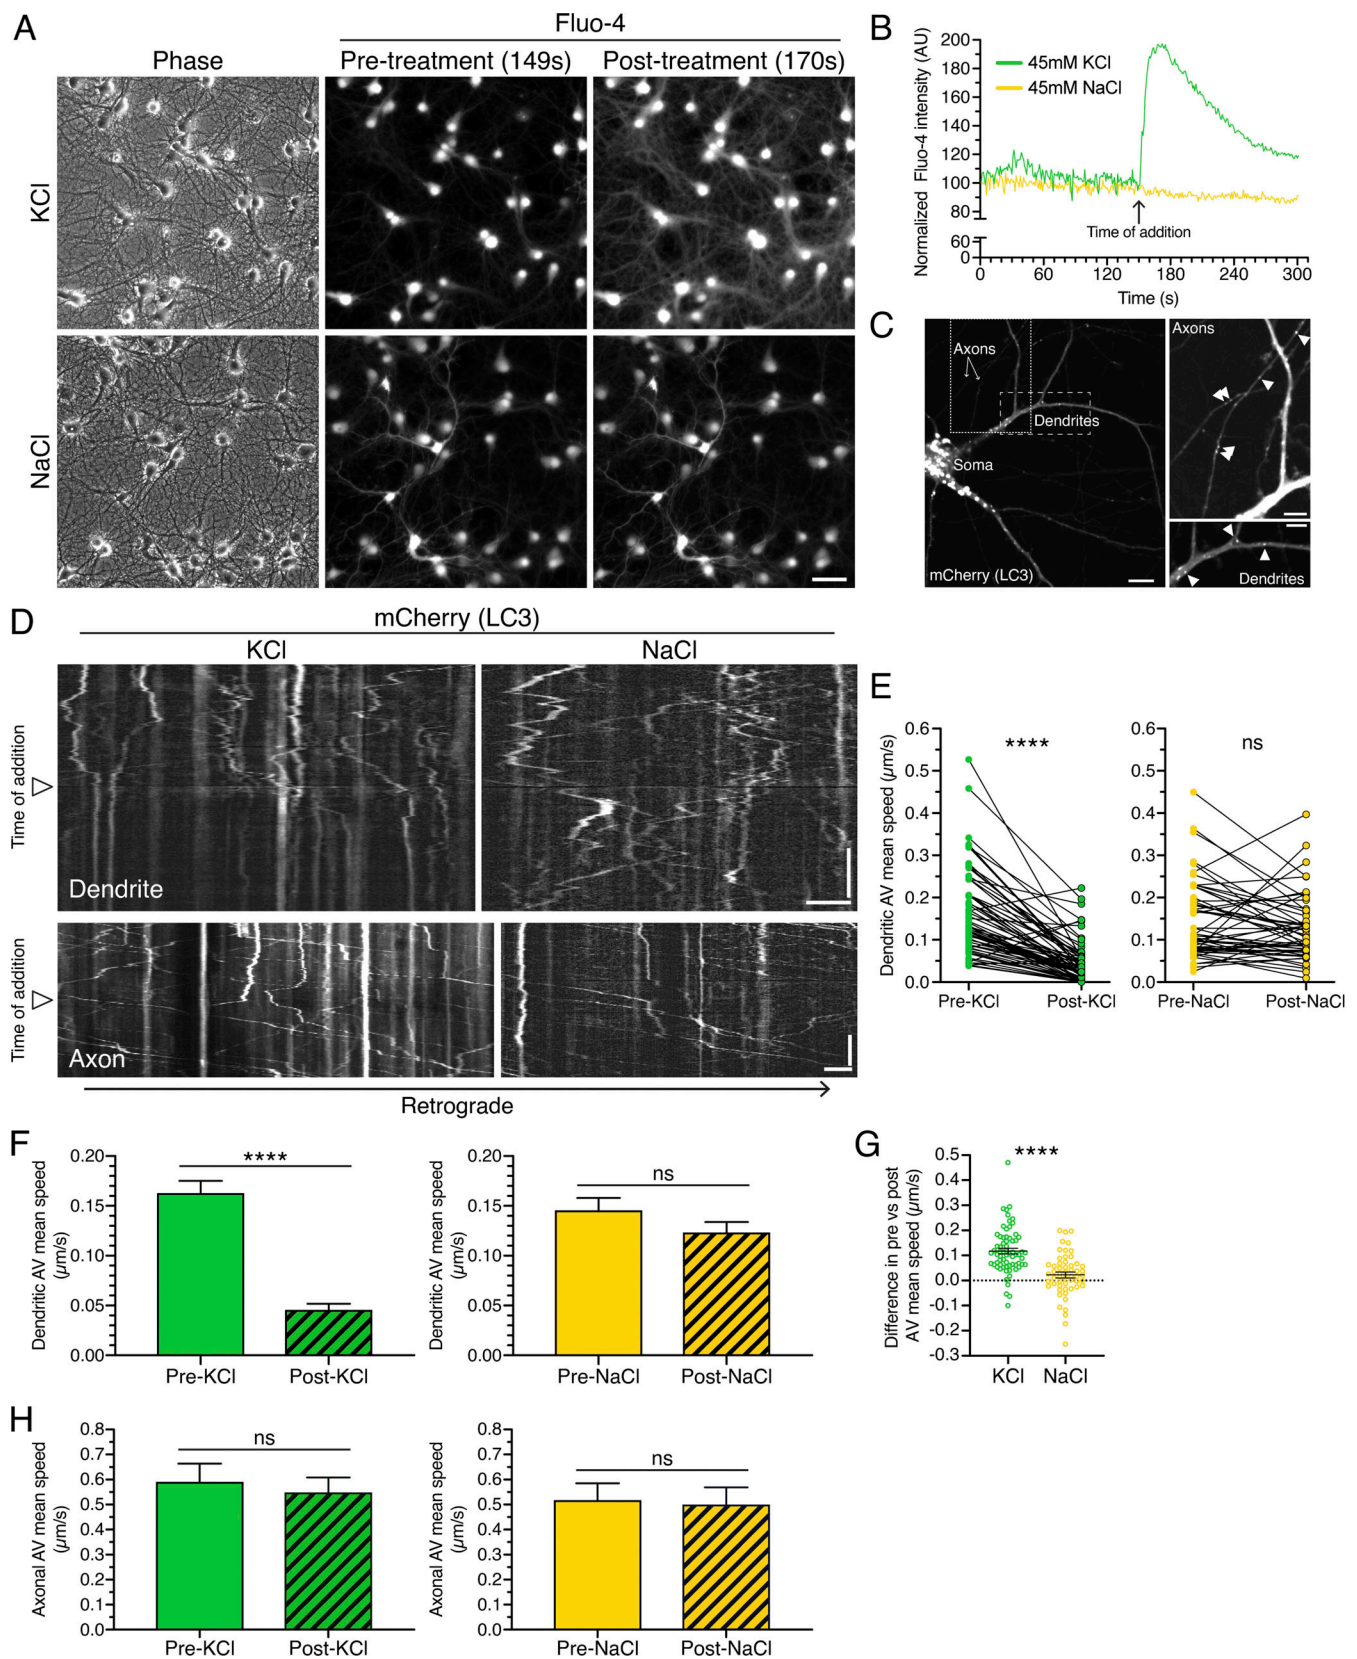 A
Fluo-4
Phase
Pre-treatment (149s)
Post-treatment (170s)
KCl
NaCl
B
Normalized Fluo-4 intensity (AU)
200
180
160
140
120
100
80
60
0
45mM KCl
45mM NaCl
Time of addition
0
60
120
180
240
300
Time (s)
C
Axons
Dendrites
Soma
mCherry (LC3)
Axons
Dendrites
D
mCherry (LC3)
KCl
NaCl
Time of addition
Dendrite
Time of addition
Axon
Retrograde
E
Dendritic AV mean speed (µm/s)
0.6
0.5
0.4
0.3
0.2
0.1
0.0
****
Pre-KCl
Post-KCl
0.6
0.5
0.4
0.3
0.2
0.1
0.0
ns
Pre-NaCl
Post-NaCl
F
Dendritic AV mean speed
(µm/s)
0.20
0.15
0.10
0.05
0.00
****
Pre-KCl
Post-KCl
Dendritic AV mean speed
(µm/s)
0.20
0.15
0.10
0.05
0.00
ns
Pre-NaCl
Post-NaCl
G
Difference in pre vs post
AV mean speed (µm/s)
0.5
0.4
0.3
0.2
0.1
0.0
-0.1
-0.2
-0.3
****
KCl
NaCl
H
Axonal AV mean speed
(µm/s)
0.8
0.7
0.6
0.5
0.4
0.3
0.2
0.1
0.0
ns
Pre-KCl
Post-KCl
Axonal AV mean speed
(µm/s)
0.8
0.7
0.6
0.5
0.4
0.3
0.2
0.1
0.0
ns
Pre-NaCl
Post-NaCl